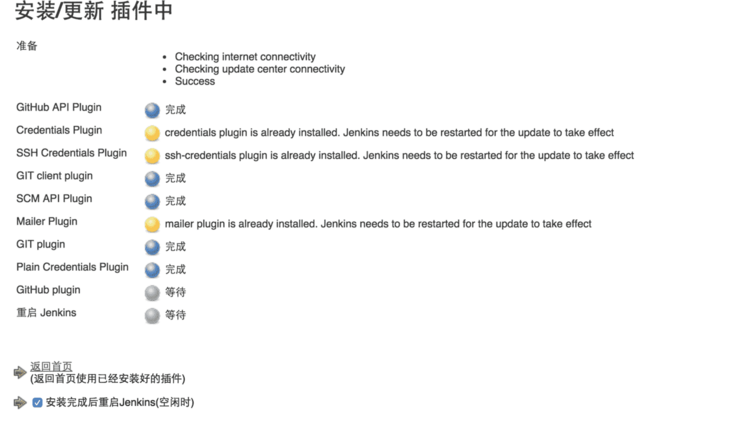 安装/更新 插件中
准备
Checking internet connectivity
Checking update center connectivity
Success
GitHub API Plugin 完成
Credentials Plugin credentials plugin is already installed. Jenkins needs to be restarted for the update to take effect
SSH Credentials Plugin ssh-credentials plugin is already installed. Jenkins needs to be restarted for the update to take effect
GIT client plugin 完成
SCM API Plugin 完成
Mailer Plugin mailer plugin is already installed. Jenkins needs to be restarted for the update to take effect
GIT plugin 完成
Plain Credentials Plugin 完成
GitHub plugin 等待
重启 Jenkins 等待
返回首页
(返回首页使用已经安装好的插件)
安装完成后重启Jenkins(空闲时)